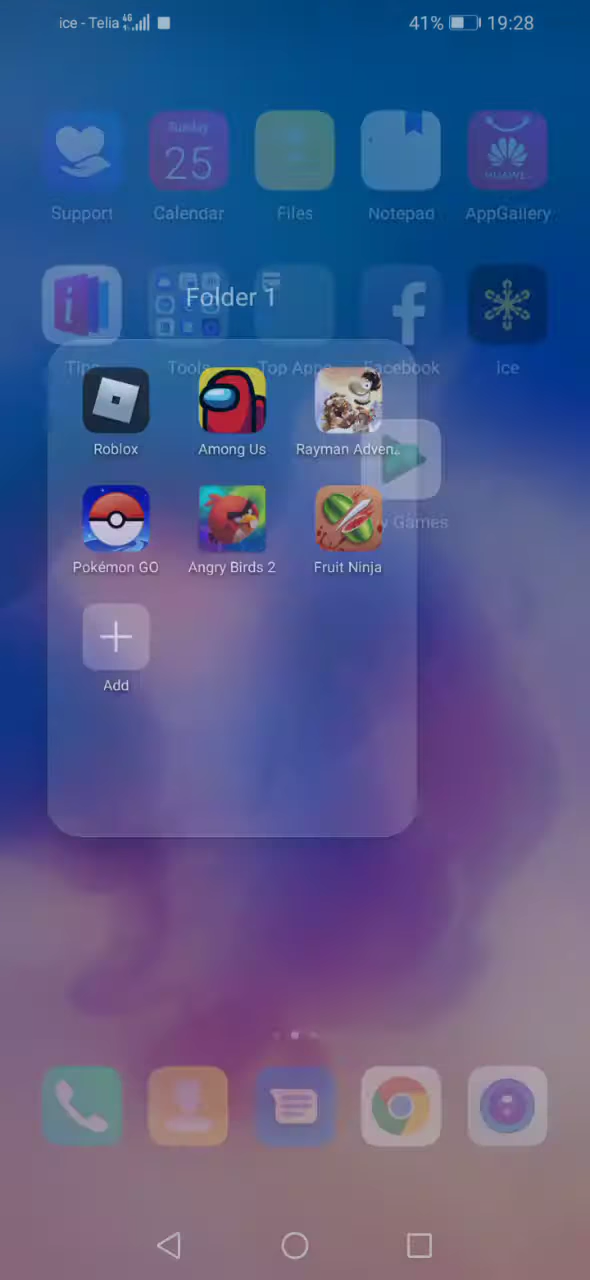 ice - Telia 4G 41% 19:28
Sunday
25
HUAWEI
Support Calendar Files Notepad AppGallery
Folder 1
Tips Tools Top Apps Facebook ice
Roblox Among Us Rayman Adven...
Games
Pokémon GO Angry Birds 2 Fruit Ninja
Add